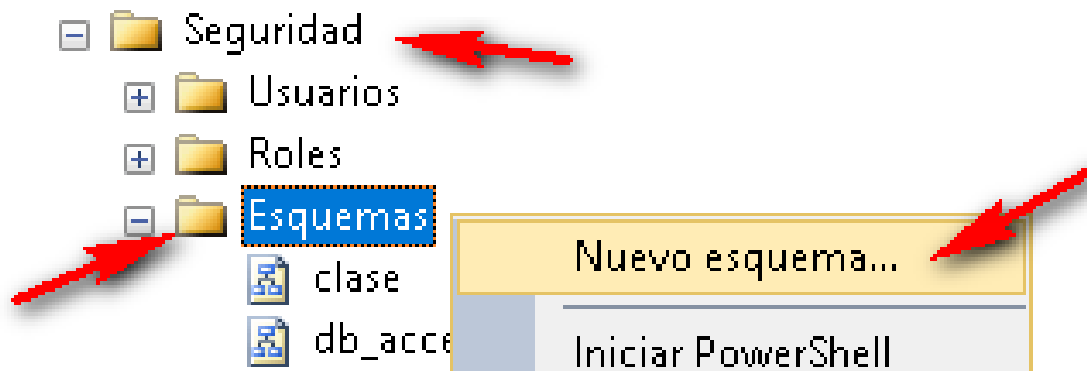 Seguridad
Usuarios
Roles
Esquemas
Nuevo esquema...
clase
db_acce
Iniciar PowerShell